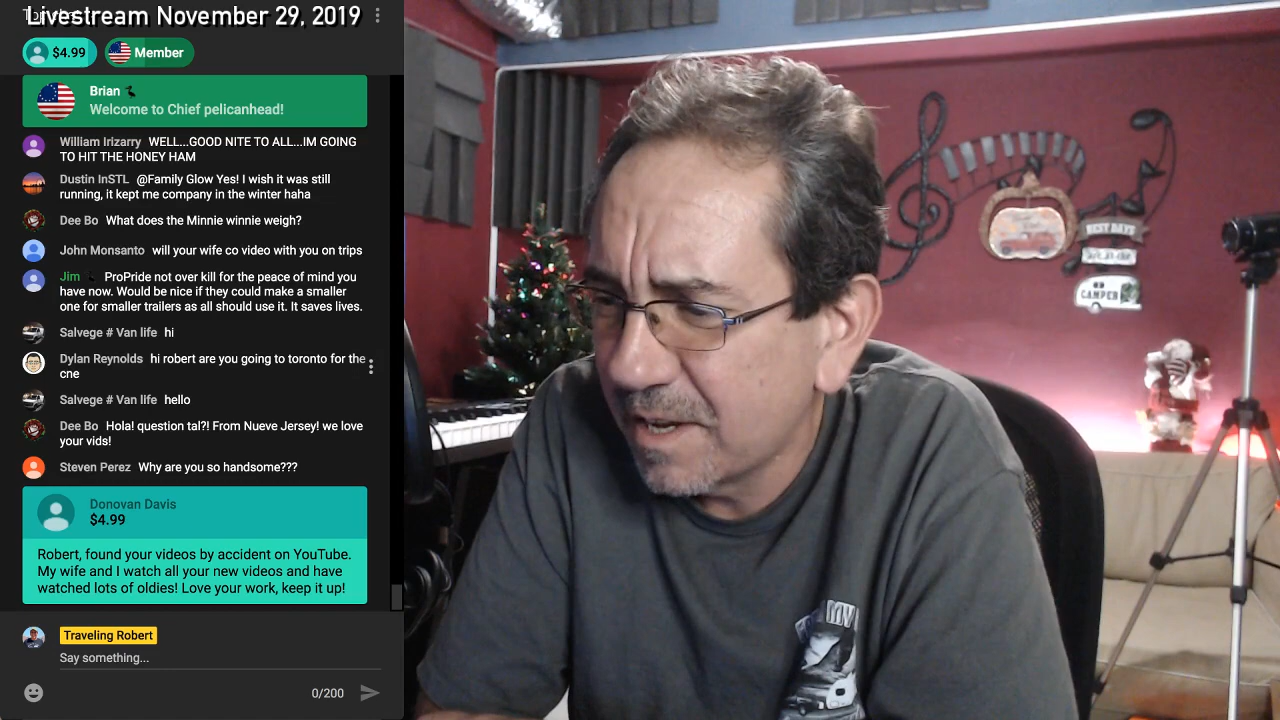 Livestream November 29, 2019
$4.99
Member
Brian
Welcome to Chief pelicanhead!
William Irizarry WELL...GOOD NITE TO ALL...IM GOING
TO HIT THE HONEY HAM
Dustin InSTL @Family Glow Yes! I wish it was still
running, it kept me company in the winter haha
Dee Bo What does the Minnie winnie weigh?
John Monsanto will your wife co video with you on trips
Jim ProPride not over kill for the peace of mind you
have now. Would be nice if they could make a smaller
one for smaller trailers as all should use it. It saves lives.
Salvege # Van life hi
Dylan Reynolds hi robert are you going to toronto for the
cne
Salvege # Van life hello
Dee Bo Hola! question tal?! From Nueve Jersey! we love
your vids!
Steven Perez Why are you so handsome???
Donovan Davis
$4.99
Robert, found your videos by accident on YouTube.
My wife and I watch all your new videos and have
watched lots of oldies! Love your work, keep it up!
Traveling Robert
Say something...
0/200
BEST DAYS
CAMPER
MY